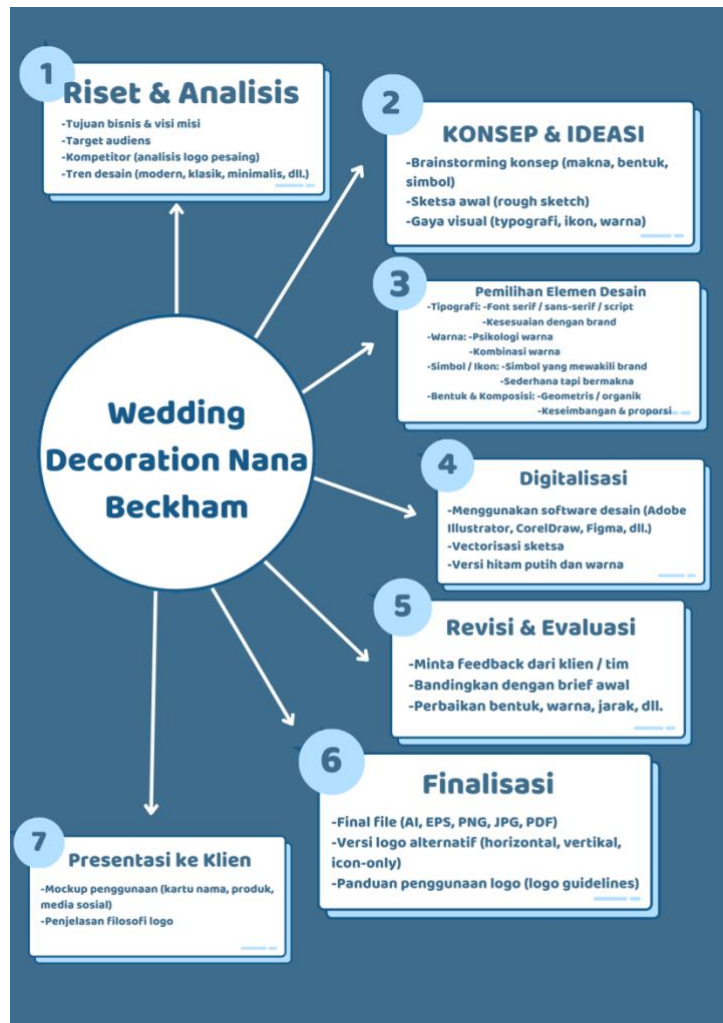 1
Riset & Analisis
-Tujuan bisnis & visi misi
-Target audiens
-Kompetitor (analisis logo pesaing)
-Tren desain (modern, klasik, minimalis, dll.)
2
KONSEP & IDEASI
-Brainstorming konsep (makna, bentuk,
simbol)
-Sketsa awal (rough sketch)
-Gaya visual (typografi, ikon, warna)
3
Pemilihan Elemen Desain
-Tipografi: -Font serif / sans-serif / script
-Kesesuaian dengan brand
-Warna: -Psikologi warna
-Kombinasi warna
-Simbol / Ikon: -Simbol yang mewakili brand
-Sederhana tapi bermakna
-Bentuk & Komposisi: -Geometris / organik
-Keseimbangan & proporsi
Wedding
Decoration Nana
Beckham
4
Digitalisasi
-Menggunakan software desain (Adobe
Illustrator, CorelDraw, Figma, dll.)
-Vectorisasi sketsa
-Versi hitam putih dan warna
5
Revisi & Evaluasi
-Minta feedback dari klien / tim
-Bandingkan dengan brief awal
-Perbaikan bentuk, warna, jarak, dll.
6
Finalisasi
-Final file (AI, EPS, PNG, JPG, PDF)
-Versi logo alternatif (horizontal, vertikal,
icon-only)
-Panduan penggunaan logo (logo guidelines)
7
Presentasi ke Klien
-Mockup penggunaan (kartu nama, produk,
media sosial)
-Penjelasan filosofi logo